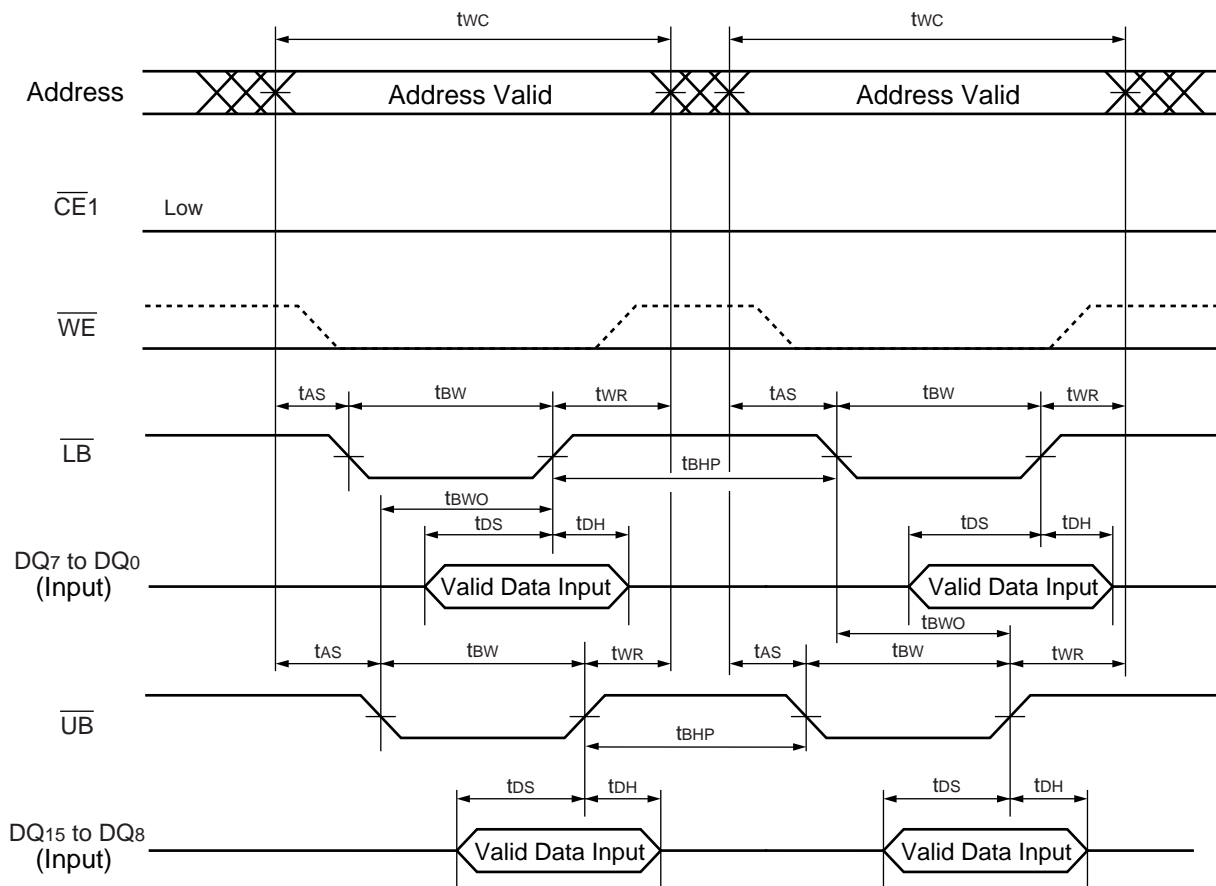 tWC tWC
Address Address Valid Address Valid
CE1 Low
WE
tAS tBW tWR tAS tBW tWR
LB
tBHP
tBWO
tDS tDH tDS tDH
DQ7 to DQ0
(Input)
Valid Data Input Valid Data Input
tBWO
tAS tBW tWR tAS tBW tWR
UB
tBHP
tDS tDH tDS tDH
DQ15 to DQ8
(Input)
Valid Data Input Valid Data Input